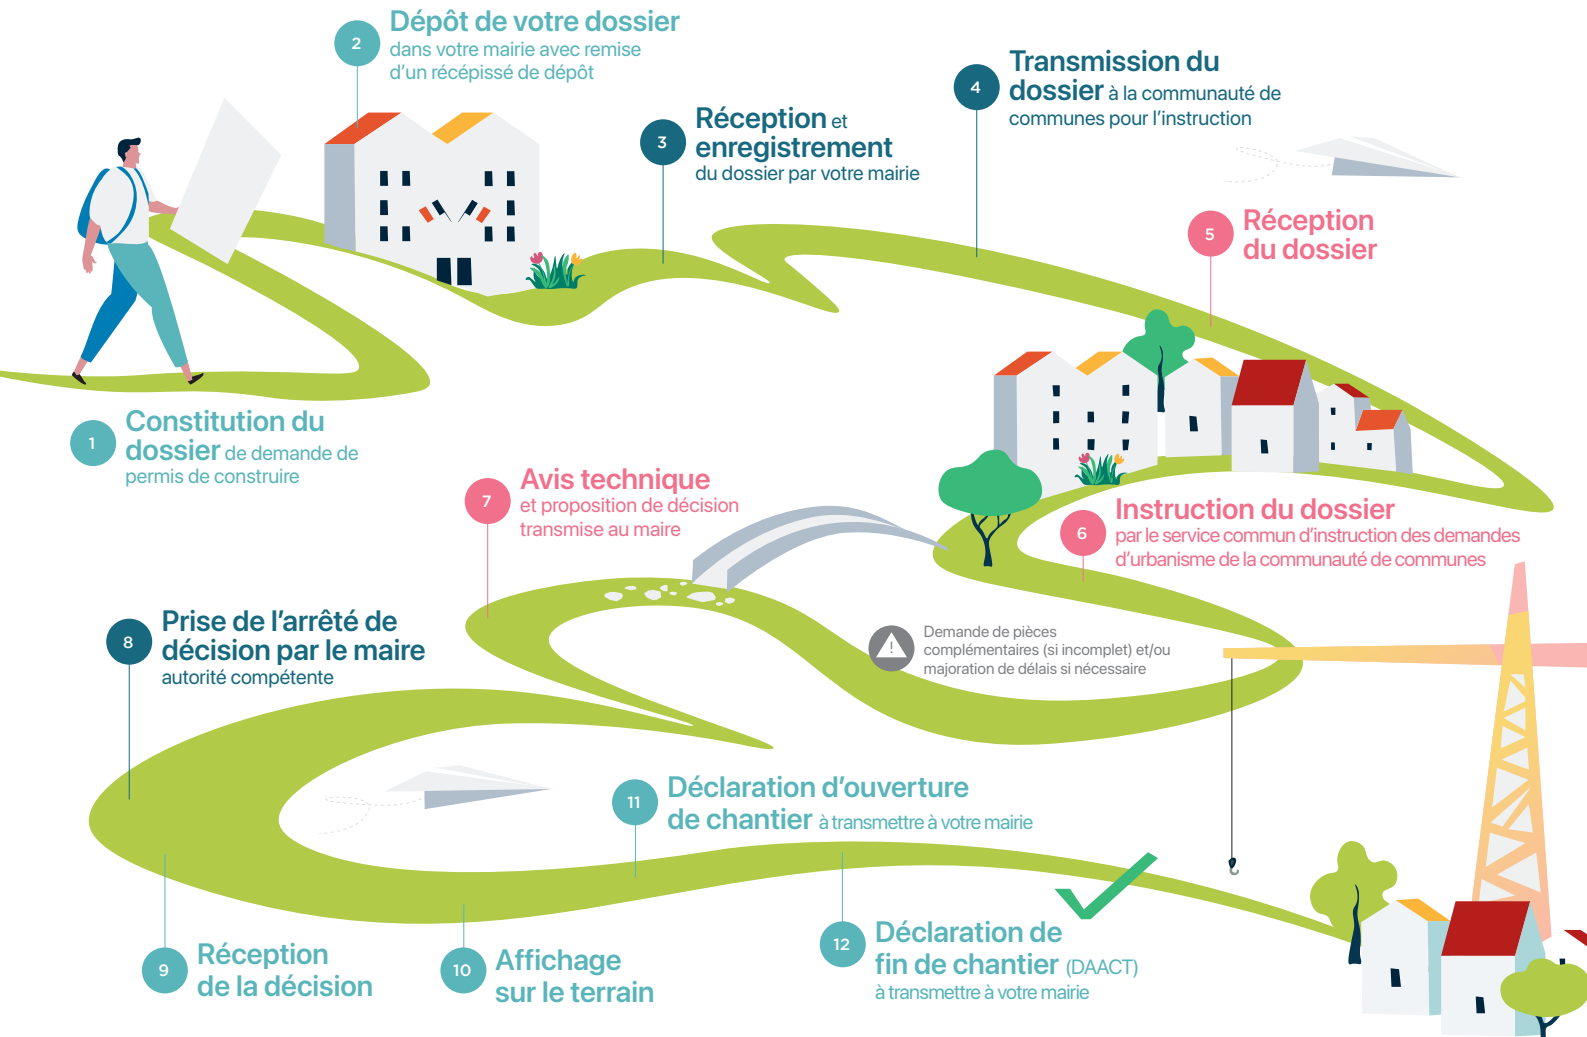 1
Constitution du
dossier de demande de
permis de construire
2
Dépôt de votre dossier
dans votre mairie avec remise
d'un récépissé de dépôt
3
Réception et
enregistrement
du dossier par votre mairie
4
Transmission du
dossier à la communauté de
communes pour l'instruction
5
Réception
du dossier
6
Instruction du dossier
par le service commun d'instruction des demandes
d'urbanisme de la communauté de communes
!
Demande de pièces
complémentaires (si incomplet) et/ou
majoration de délais si nécessaire
7
Avis technique
et proposition de décision
transmise au maire
8
Prise de l'arrêté de
décision par le maire
autorité compétente
9
Réception
de la décision
10
Affichage
sur le terrain
11
Déclaration d'ouverture
de chantier à transmettre à votre mairie
12
Déclaration de
fin de chantier (DAACT)
à transmettre à votre mairie